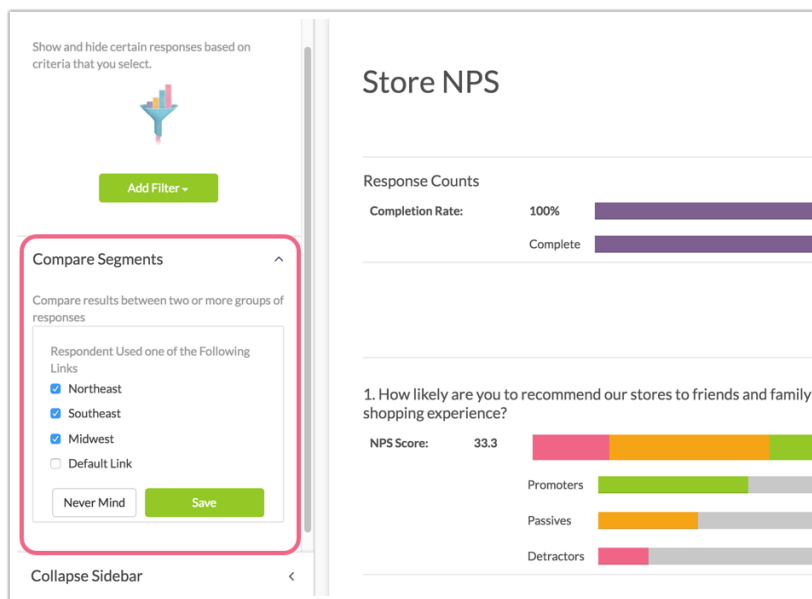 Show and hide certain responses based on
criteria that you select.
Add Filter
Compare Segments
Compare results between two or more groups of
responses
Respondent Used one of the Following
Links
Northeast
Southeast
Midwest
Default Link
Never Mind
Save
Collapse Sidebar
Store NPS
Response Counts
Completion Rate: 100%
Complete
1. How likely are you to recommend our stores to friends and family
shopping experience?
NPS Score: 33.3
Promoters
Passives
Detractors